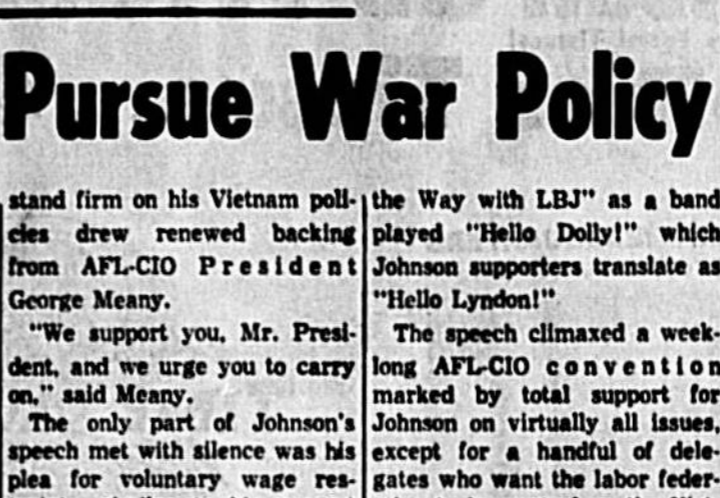 Pursue War Policy
stand firm on his Vietnam poli-
cies drew renewed backing
from AFL-CIO President
George Meany.
"We support you, Mr. Presi-
dent, and we urge you to carry
on," said Meany.
The only part of Johnson's
speech met with silence was his
plea for voluntary wage res-
the Way with LBJ" as a band
played "Hello Dolly!" which
Johnson supporters translate as
"Hello Lyndon!"
The speech climaxed a week-
long AFL-CIO convention
marked by total support for
Johnson on virtually all issues,
except for a handful of dele-
gates who want the labor feder-